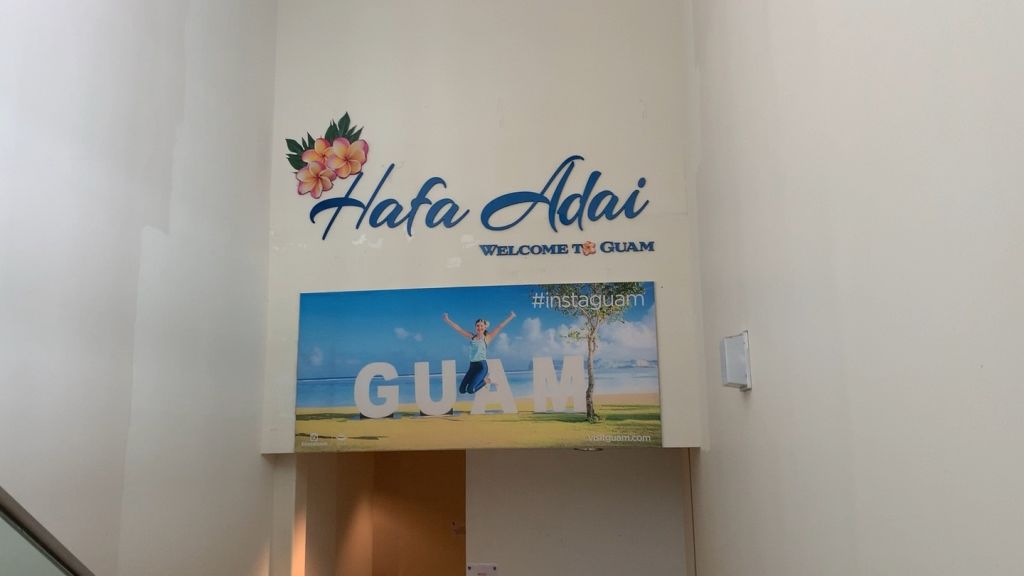 Hafa Adai
WELCOME TO GUAM
#instaguam
GUAM
visitguam.com